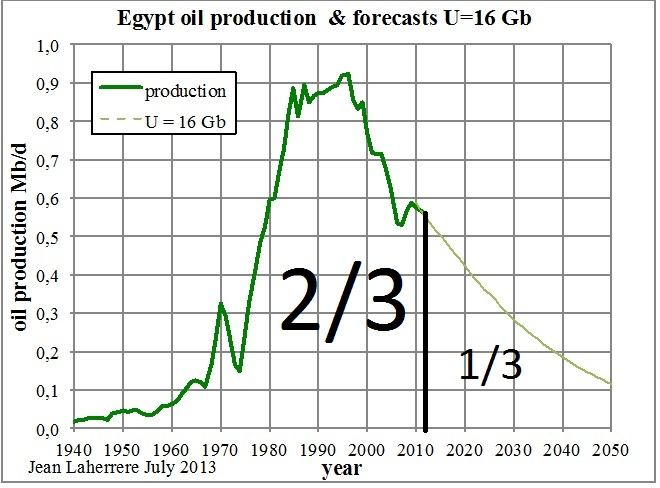 Egypt oil production & forecasts U=16 Gb
1,0
0,9
0,8
0,7
0,6
0,5
0,4
0,3
0,2
0,1
0,0
oil production Mb/d
production
U = 16 Gb
2/3
1/3
1940 1950 1960 1970 1980 1990 2000 2010 2020 2030 2040 2050
Jean Laherrere July 2013
year